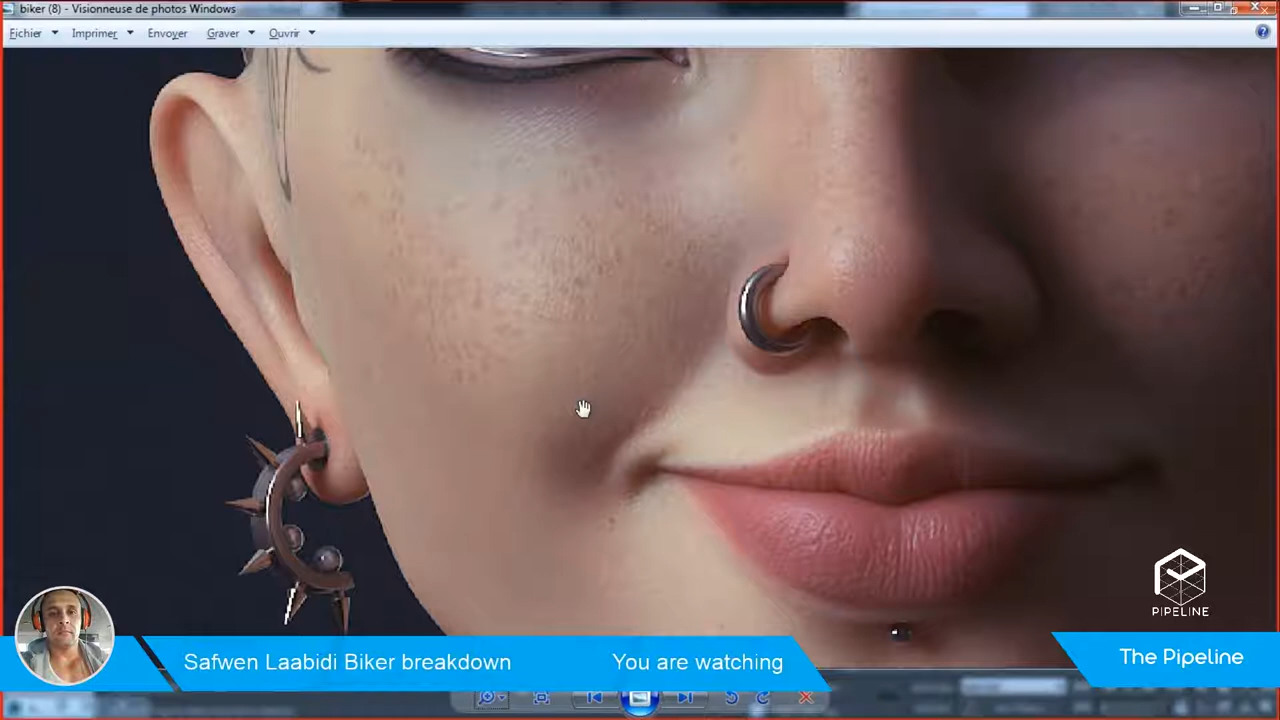 biker (8) - Visionneuse de photos Windows
Fichier Imprimer Envoyer Graver Ouvrir
PIPELINE
Safwen Laabidi Biker breakdown You are watching The Pipeline